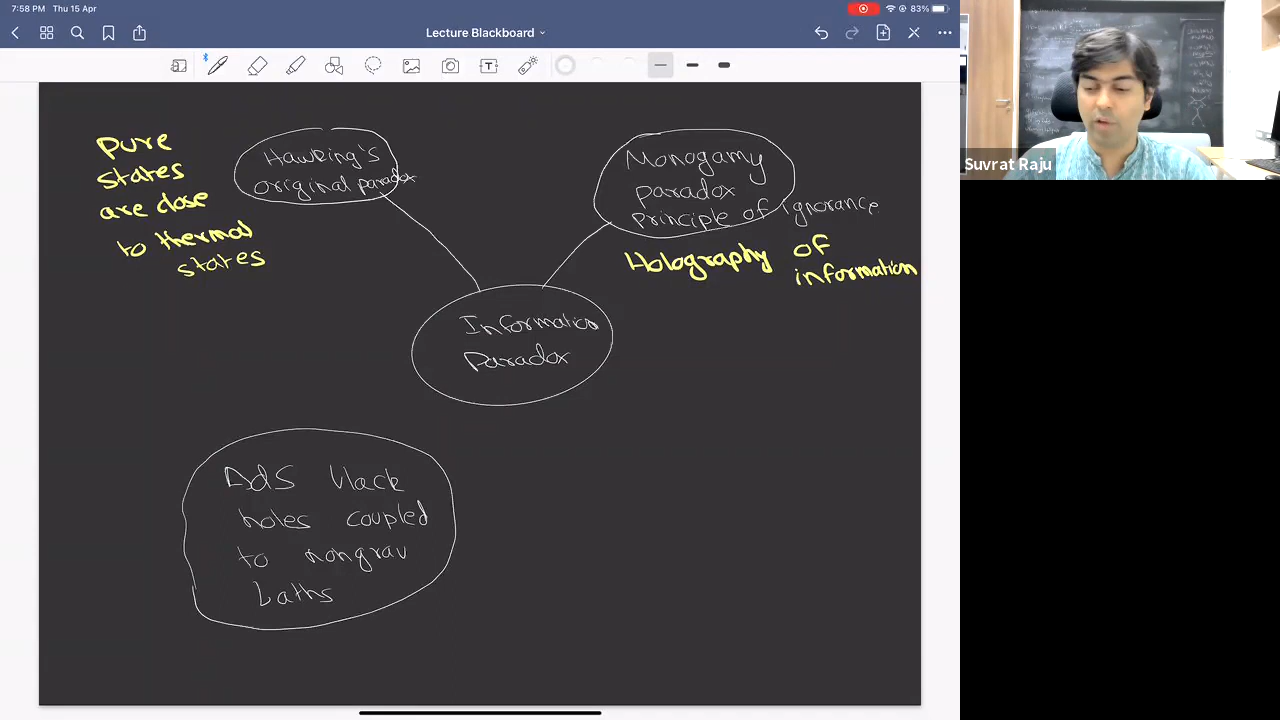 7:58 PM Thu 15 Apr
83%
Lecture Blackboard
T
Pure
states
are close
to thermal
states
Hawking's
original paradox
Monogamy
paradox
principle of Ignorance
Holography of
information
Information
Paradox
AdS black
holes coupled
to nongrav
baths
Suvrat Raju